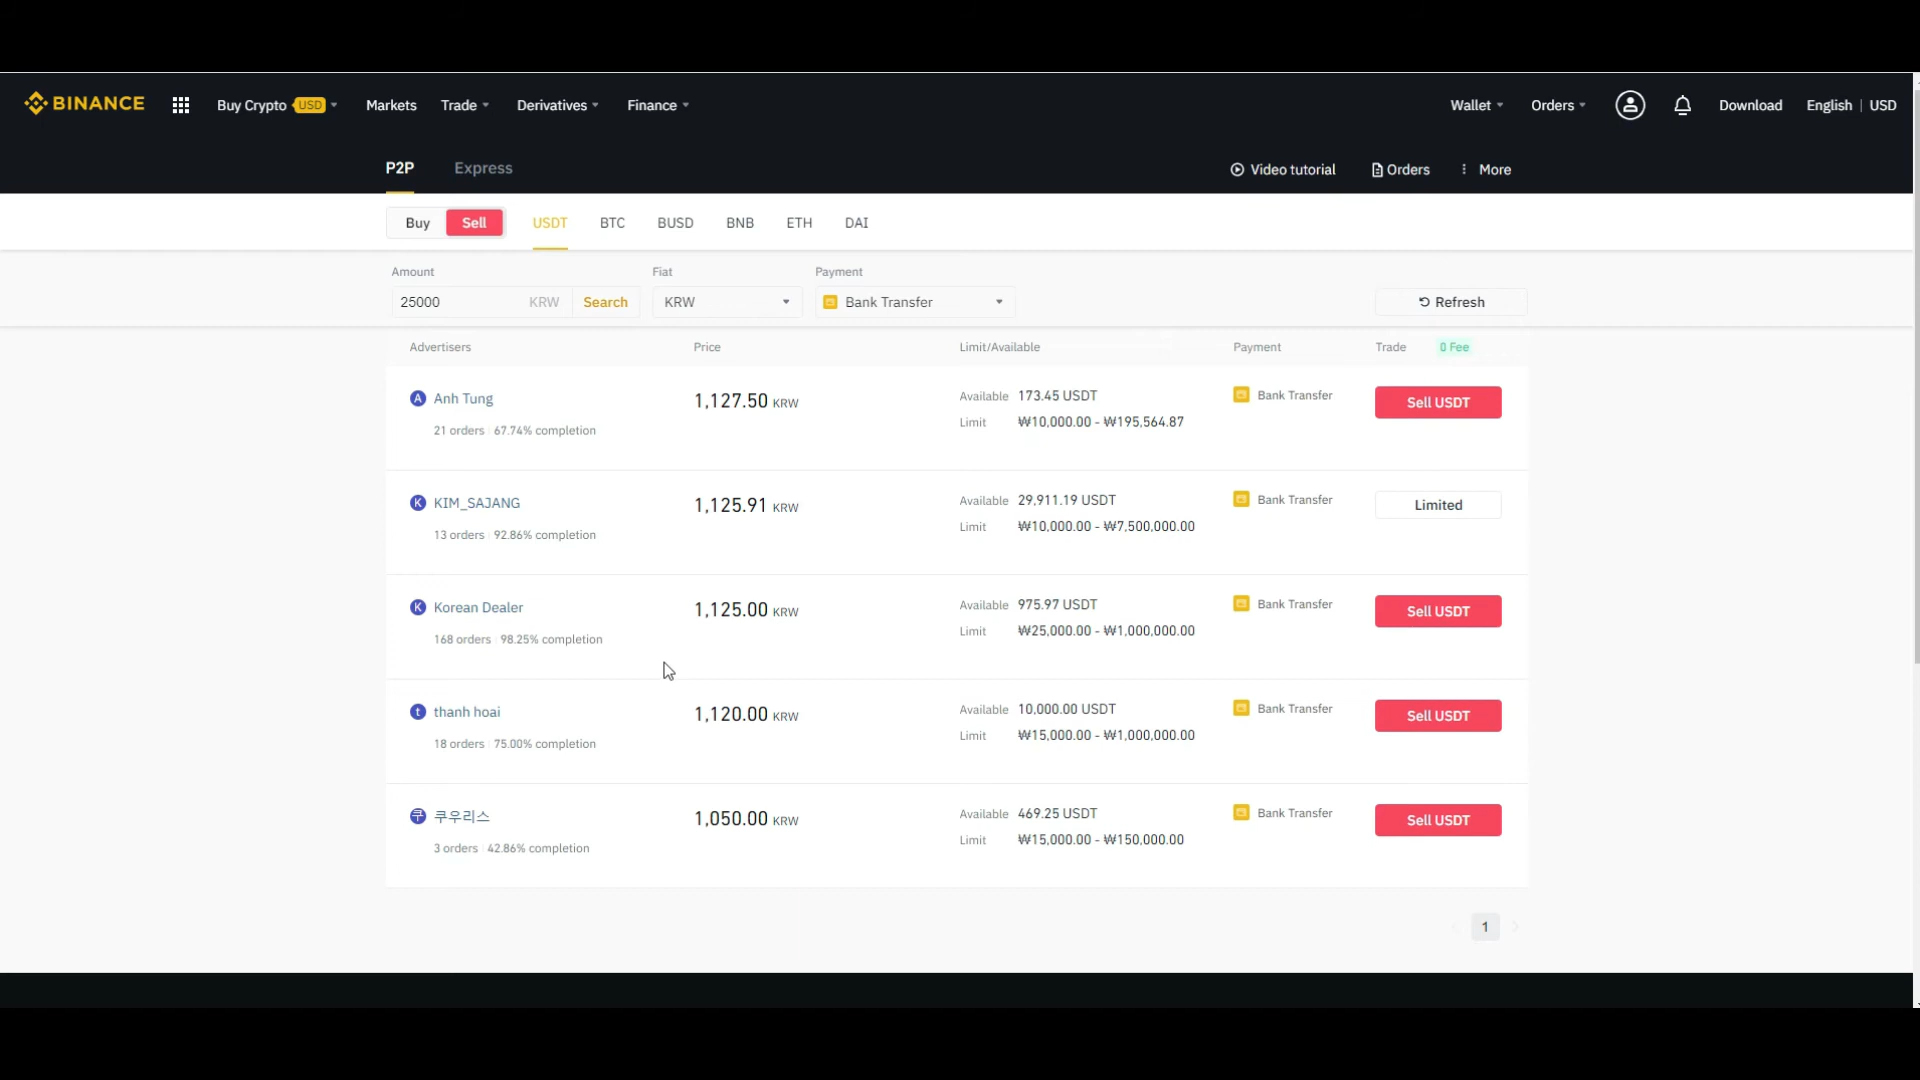 BINANCE Buy Crypto USD Markets Trade Derivatives Finance Wallet Orders Download English | USD
P2P Express Video tutorial Orders More
Buy Sell USDT BTC BUSD BNB ETH DAI
Amount Fiat Payment
25000 KRW Search KRW Bank Transfer Refresh
Advertisers Price Limit/Available Payment Trade 0 Fee
A Anh Tung 1,127.50 KRW Available 173.45 USDT Bank Transfer Sell USDT
21 orders | 67.74% completion Limit ₩10,000.00 - ₩195,564.87
K KIM_SAJANG 1,125.91 KRW Available 29,911.19 USDT Bank Transfer Limited
13 orders | 92.86% completion Limit ₩10,000.00 - ₩7,500,000.00
K Korean Dealer 1,125.00 KRW Available 975.97 USDT Bank Transfer Sell USDT
168 orders | 98.25% completion Limit ₩25,000.00 - ₩1,000,000.00
t thanh hoai 1,120.00 KRW Available 10,000.00 USDT Bank Transfer Sell USDT
18 orders | 75.00% completion Limit ₩15,000.00 - ₩1,000,000.00
쿠 쿠우리스 1,050.00 KRW Available 469.25 USDT Bank Transfer Sell USDT
3 orders | 42.86% completion Limit ₩15,000.00 - ₩150,000.00
1